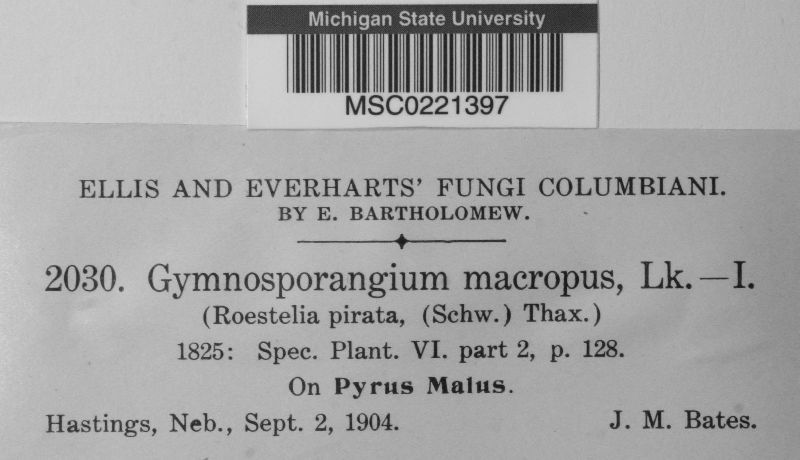 Michigan State University
MSC0221397
ELLIS AND EVERHARTS' FUNGI COLUMBIANI.
BY E. BARTHOLOMEW.
2030. Gymnosporangium macropus, Lk.—I.
(Roestelia pirata, (Schw.) Thax.)
1825: Spec. Plant. VI. part 2, p. 128.
On Pyrus Malus.
Hastings, Neb., Sept. 2, 1904. J. M. Bates.